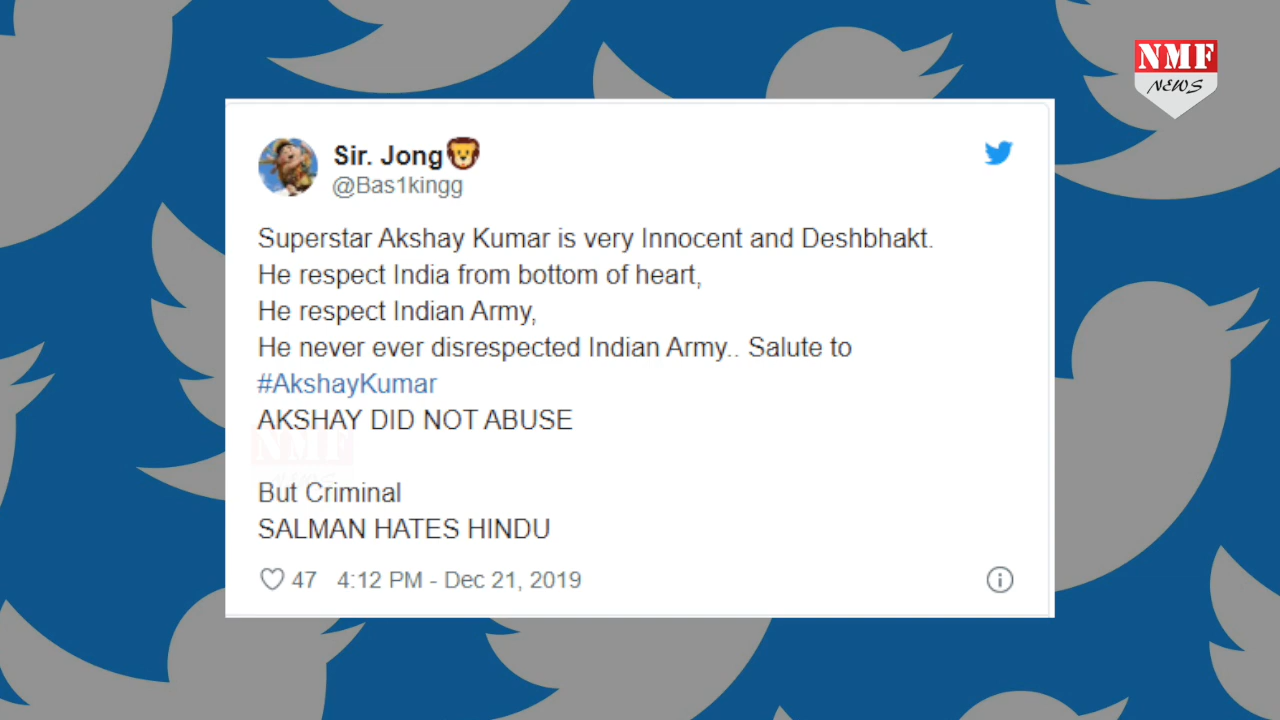 NMF
NEWS
Sir. Jong🦁
@Bas1kingg
Superstar Akshay Kumar is very Innocent and Deshbhakt.
He respect India from bottom of heart,
He respect Indian Army,
He never ever disrespected Indian Army.. Salute to
#AkshayKumar
AKSHAY DID NOT ABUSE
NMF
NEWS
But Criminal
SALMAN HATES HINDU
47 4:12 PM - Dec 21, 2019